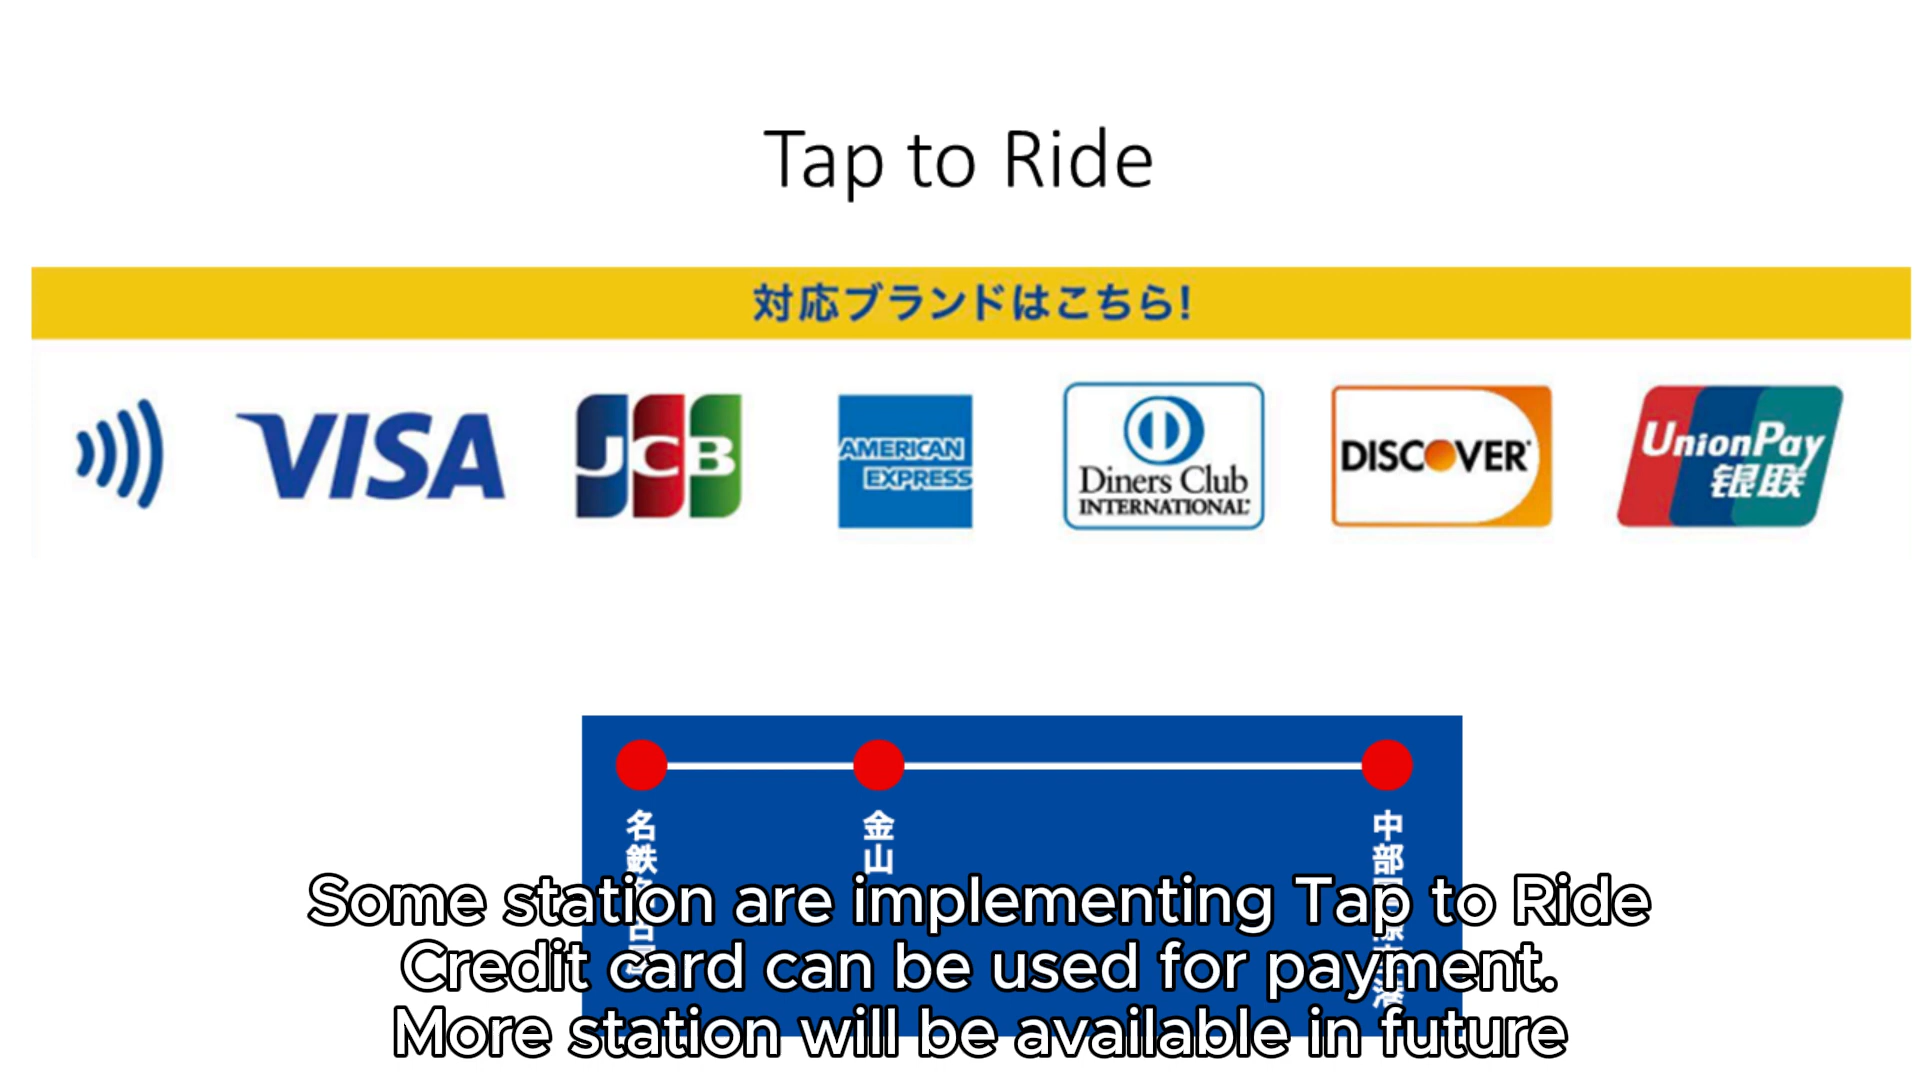 Tap to Ride
対応ブランドはこちら!
VISA
JCB
AMERICAN
EXPRESS
Diners Club
INTERNATIONAL
DISCOVER
UnionPay
银联
名鉄
金山
中部
Some station are implementing Tap to Ride
Credit card can be used for payment.
More station will be available in future